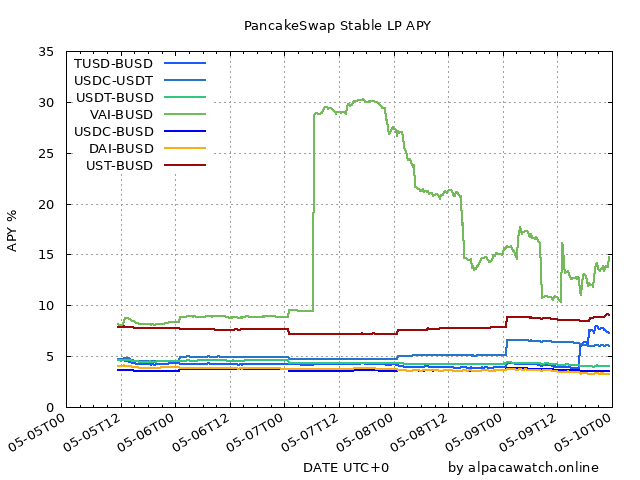 PancakeSwap Stable LP APY
35
30
25
20
15
10
5
0
APY %
TUSD-BUSD
USDC-USDT
USDT-BUSD
VAI-BUSD
USDC-BUSD
DAI-BUSD
UST-BUSD
05-05T00
05-05T12
05-06T00
05-06T12
05-07T00
05-07T12
05-08T00
05-08T12
05-09T00
05-09T12
05-10T00
DATE UTC+0
by alpacawatch.online